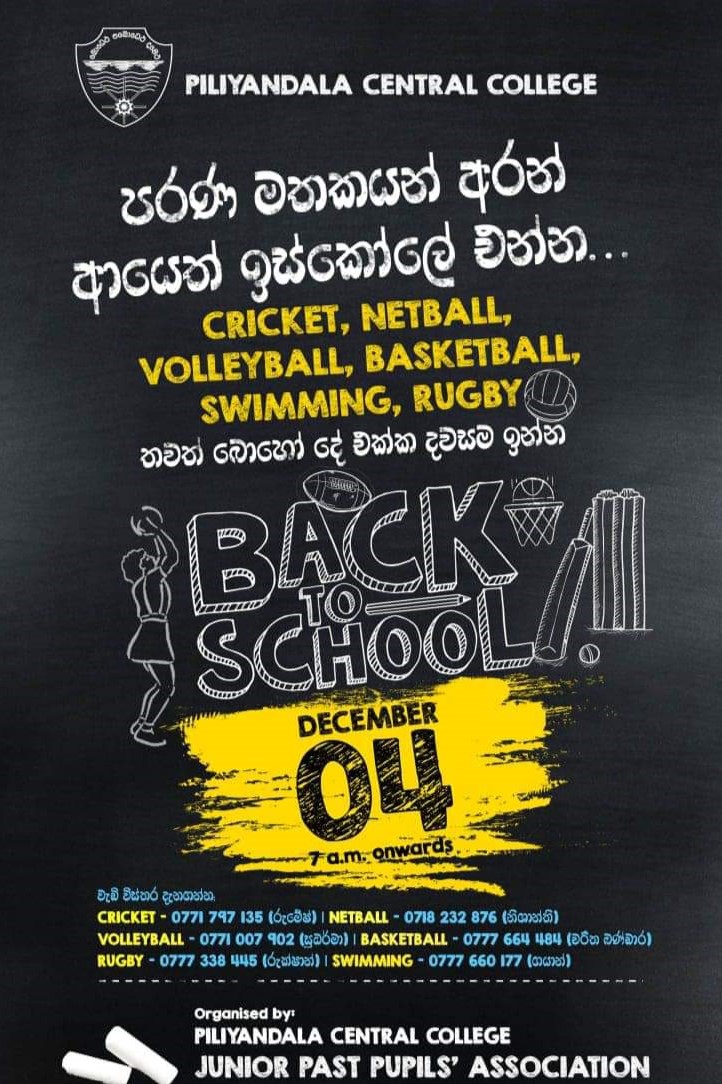 PILIYANDALA CENTRAL COLLEGE
පරණ මතකයන් අරන්
ආයෙත් ඉස්කෝලේ එන්න...
CRICKET, NETBALL,
VOLLEYBALL, BASKETBALL,
SWIMMING, RUGBY
තවත් බොහෝ දේ එක්ක දවසම ඉන්න
BACK
TO
SCHOOL!
DECEMBER
04
7 a.m. onwards
වැඩි විස්තර දැනගන්න:
CRICKET - 0771 797 135 (රුමේෂ්) | NETBALL - 0718 232 876 (නිශාන්ති)
VOLLEYBALL - 0771 007 902 (සුධර්මා) | BASKETBALL - 0777 664 484 (චරිත බණ්ඩාර)
RUGBY - 0777 338 445 (රුක්ෂාන්) | SWIMMING - 0777 660 177 (ගයාන්)
Organised by:
PILIYANDALA CENTRAL COLLEGE
JUNIOR PAST PUPILS' ASSOCIATION